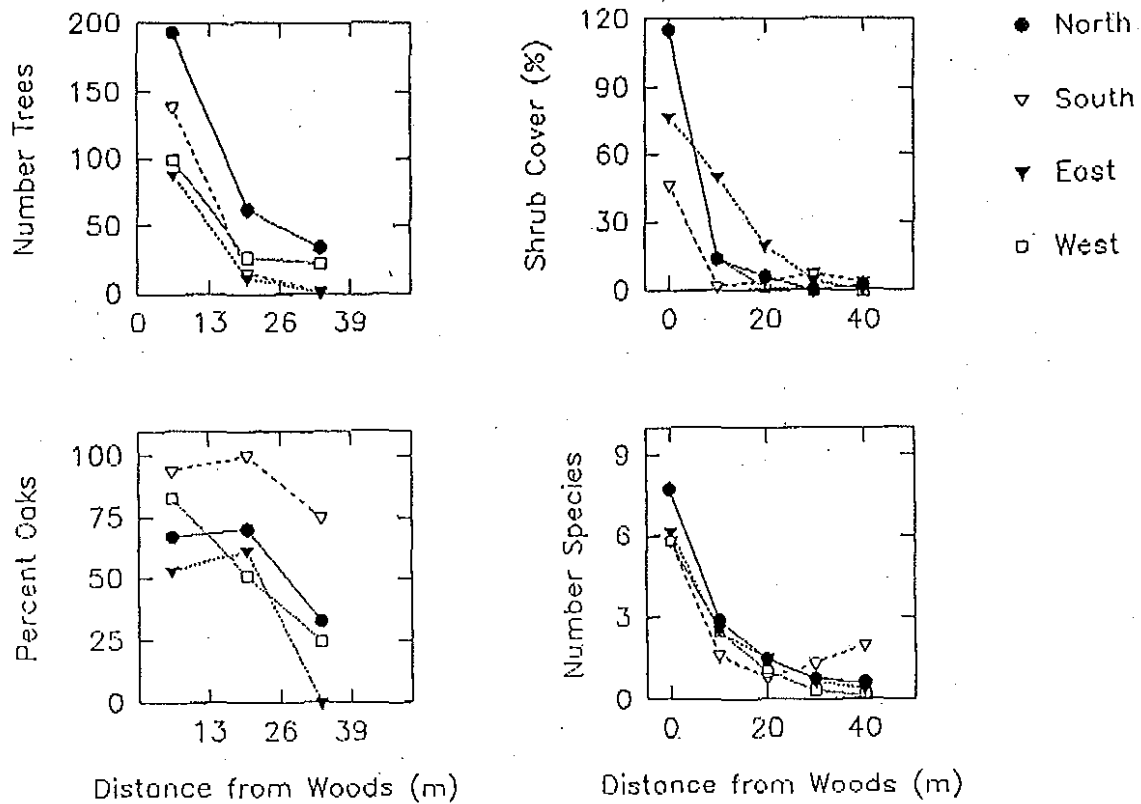 Number Trees
200
150
100
50
0
0 13 26 39
Shrub Cover (%)
120
90
60
30
0
0 20 40
North
South
East
West
Percent Oaks
100
75
50
25
0
13 26 39
Distance from Woods (m)
Number Species
9
6
3
0
0 20 40
Distance from Woods (m)